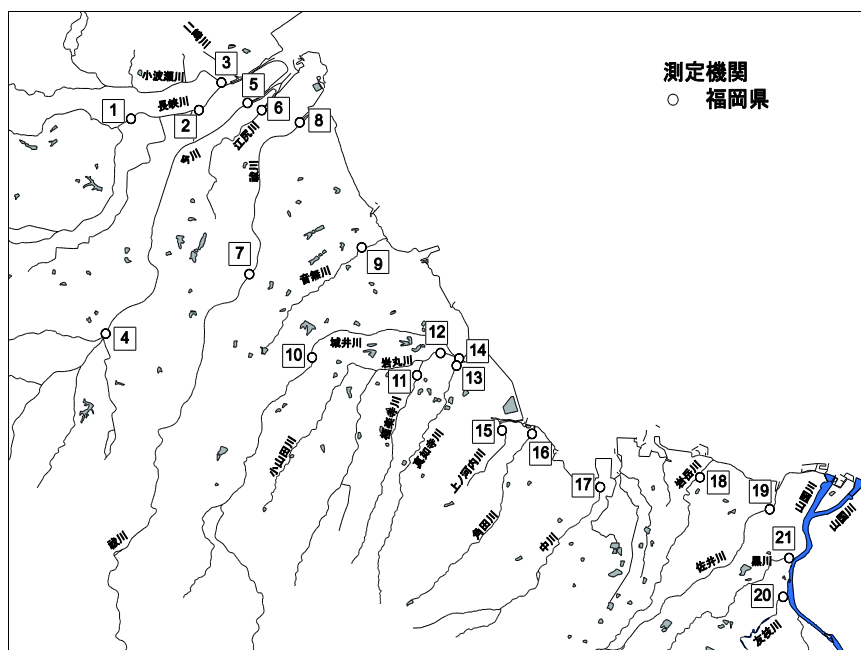 二崎川
小波瀬川
3
測定機関
福岡県
長峡川
5
1
2
6
8
江尻川
今川
祓川
7
9
音無川
4
城井川
12
14
10
岩丸川
13
11
極楽寺川
小山田川
真如寺川
15
16
上ノ河内川
17
岩岳川
18
角田川
19
山国川
山国川
中川
祓川
佐井川
21
黒川
20
友枝川